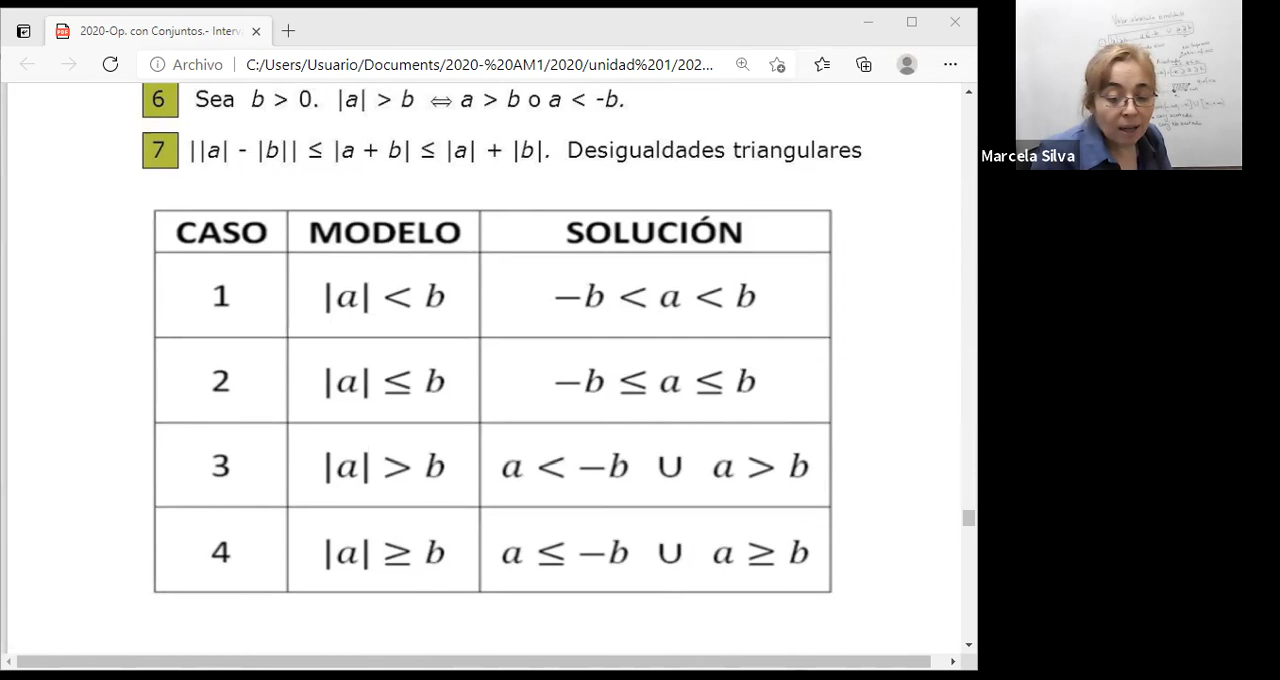 2020-Op. con Conjuntos.- Interv
Archivo
C:/Users/Usuario/Documents/2020-%20AM1/2020/unidad%201/202...
6 Sea b > 0. |a| > b ⇔ a > b o a < -b.
7 ||a| - |b|| ≤ |a + b| ≤ |a| + |b|. Desigualdades triangulares
CASO MODELO SOLUCIÓN
1 |a| < b −b < a < b
2 |a| ≤ b −b ≤ a ≤ b
3 |a| > b a < −b ∪ a > b
4 |a| ≥ b a ≤ −b ∪ a ≥ b
Marcela Silva